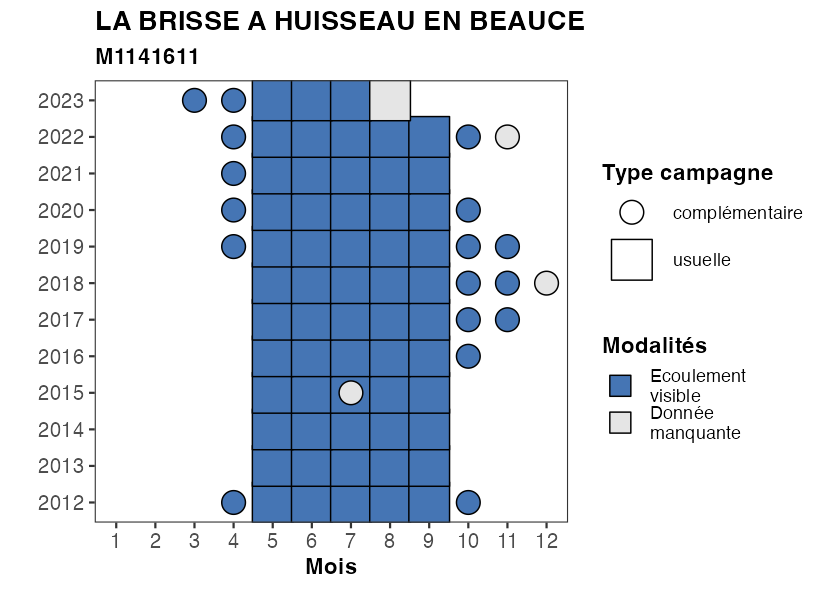 LA BRISSE A HUISSEAU EN BEAUCE
M1141611
2023
2022
2021
2020
2019
2018
2017
2016
2015
2014
2013
2012
1 2 3 4 5 6 7 8 9 10 11 12
Mois
Type campagne
complémentaire
usuelle
Modalités
Ecoulement
visible
Donnée
manquante